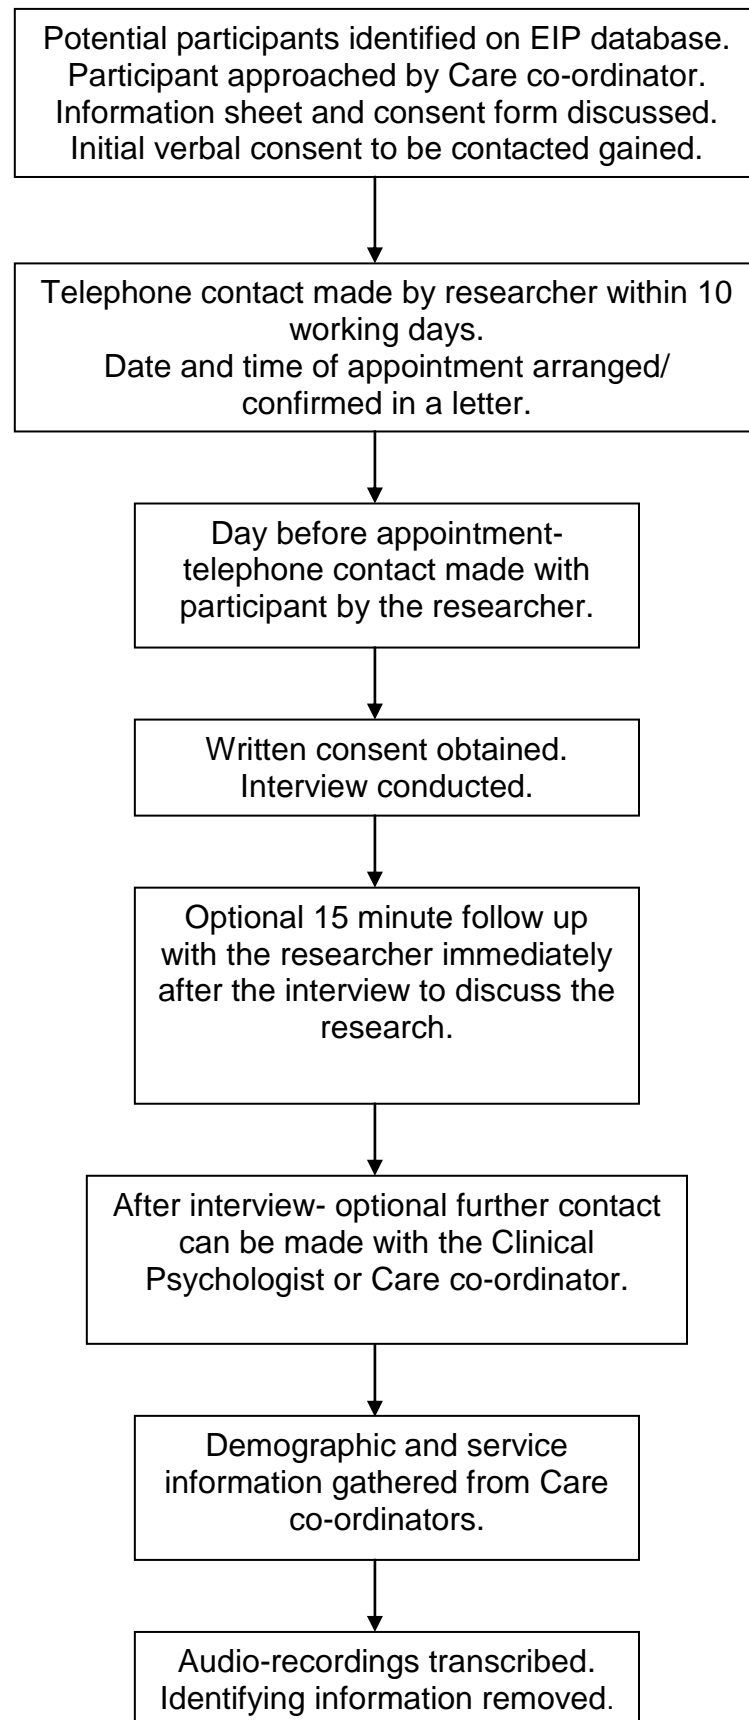 Potential participants identified on EIP database.
Participant approached by Care co-ordinator.
Information sheet and consent form discussed.
Initial verbal consent to be contacted gained.
Telephone contact made by researcher within 10
working days.
Date and time of appointment arranged/
confirmed in a letter.
Day before appointment-
telephone contact made with
participant by the researcher.
Written consent obtained.
Interview conducted.
Optional 15 minute follow up
with the researcher immediately
after the interview to discuss the
research.
After interview- optional further contact
can be made with the Clinical
Psychologist or Care co-ordinator.
Demographic and service
information gathered from Care
co-ordinators.
Audio-recordings transcribed.
Identifying information removed.